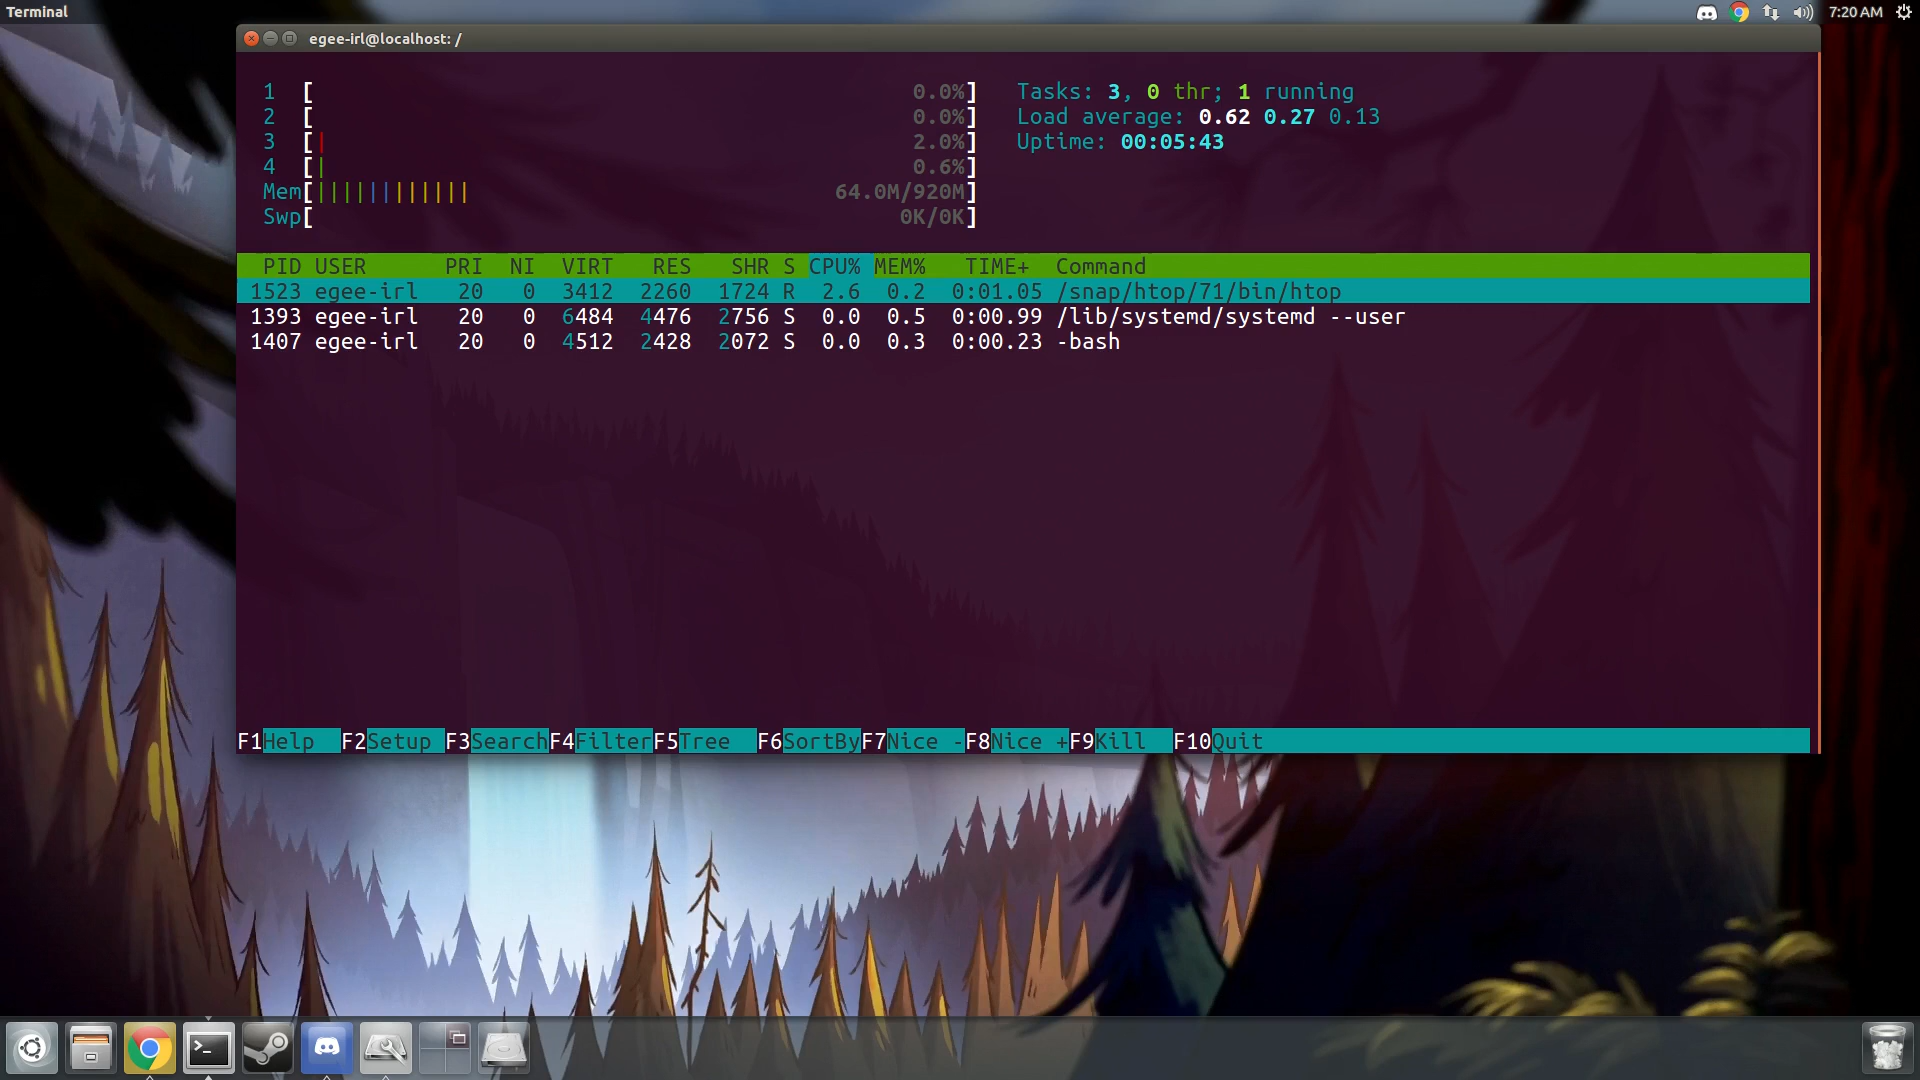 Terminal
7:20 AM
egee-irl@localhost: /
1 [ 0.0%] Tasks: 3, 0 thr; 1 running
2 [ 0.0%] Load average: 0.62 0.27 0.13
3 [| 2.0%] Uptime: 00:05:43
4 [| 0.6%]
Mem[|||||||||||| 64.0M/920M]
Swp[ 0K/0K]
PID USER PRI NI VIRT RES SHR S CPU% MEM% TIME+ Command
1523 egee-irl 20 0 3412 2260 1724 R 2.6 0.2 0:01.05 /snap/htop/71/bin/htop
1393 egee-irl 20 0 6484 4476 2756 S 0.0 0.5 0:00.99 /lib/systemd/systemd --user
1407 egee-irl 20 0 4512 2428 2072 S 0.0 0.3 0:00.23 -bash
F1Help F2Setup F3SearchF4FilterF5Tree F6SortByF7Nice -F8Nice +F9Kill F10Quit